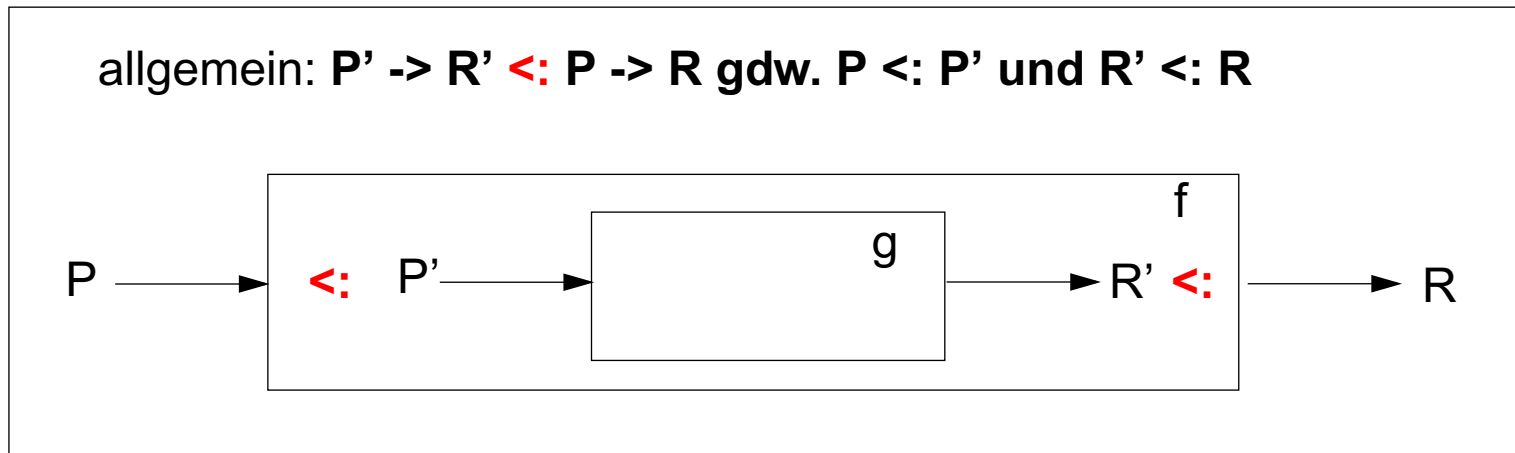 allgemein: P’ -> R’ <: P -> R gdw. P <: P’ und R’ <: R
f
g
P <: P’ R’ <: R